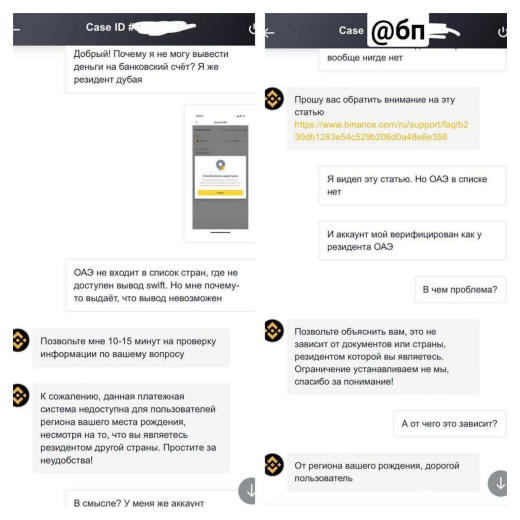 Case ID #
Добрый! Почему я не могу вывести
деньги на банковский счёт? Я же
резидент дубая
ОАЭ не входит в список стран, где не
доступен вывод swift. Но мне почему-
то выдаёт, что вывод невозможен
Позвольте мне 10-15 минут на проверку
информации по вашему вопросу
К сожалению, данная платежная
система недоступна для пользователей
региона вашего места рождения,
несмотря на то, что вы являетесь
резидентом другой страны. Простите за
неудобства!
В смысле? У меня же аккаунт
Case @бп
вообще нигде нет
Прошу вас обратить внимание на эту
статью
https://www.binance.com/ru/support/faq/b2
30db1283e54c529b206d0a48e6e358
Я видел эту статью. Но ОАЭ в списке
нет
И аккаунт мой верифицирован как у
резидента ОАЭ
В чем проблема?
Позвольте объяснить вам, это не
зависит от документов или страны,
резидентом которой вы являетесь.
Ограничение устанавливаем не мы,
спасибо за понимание!
А от чего это зависит?
От региона вашего рождения, дорогой
пользователь